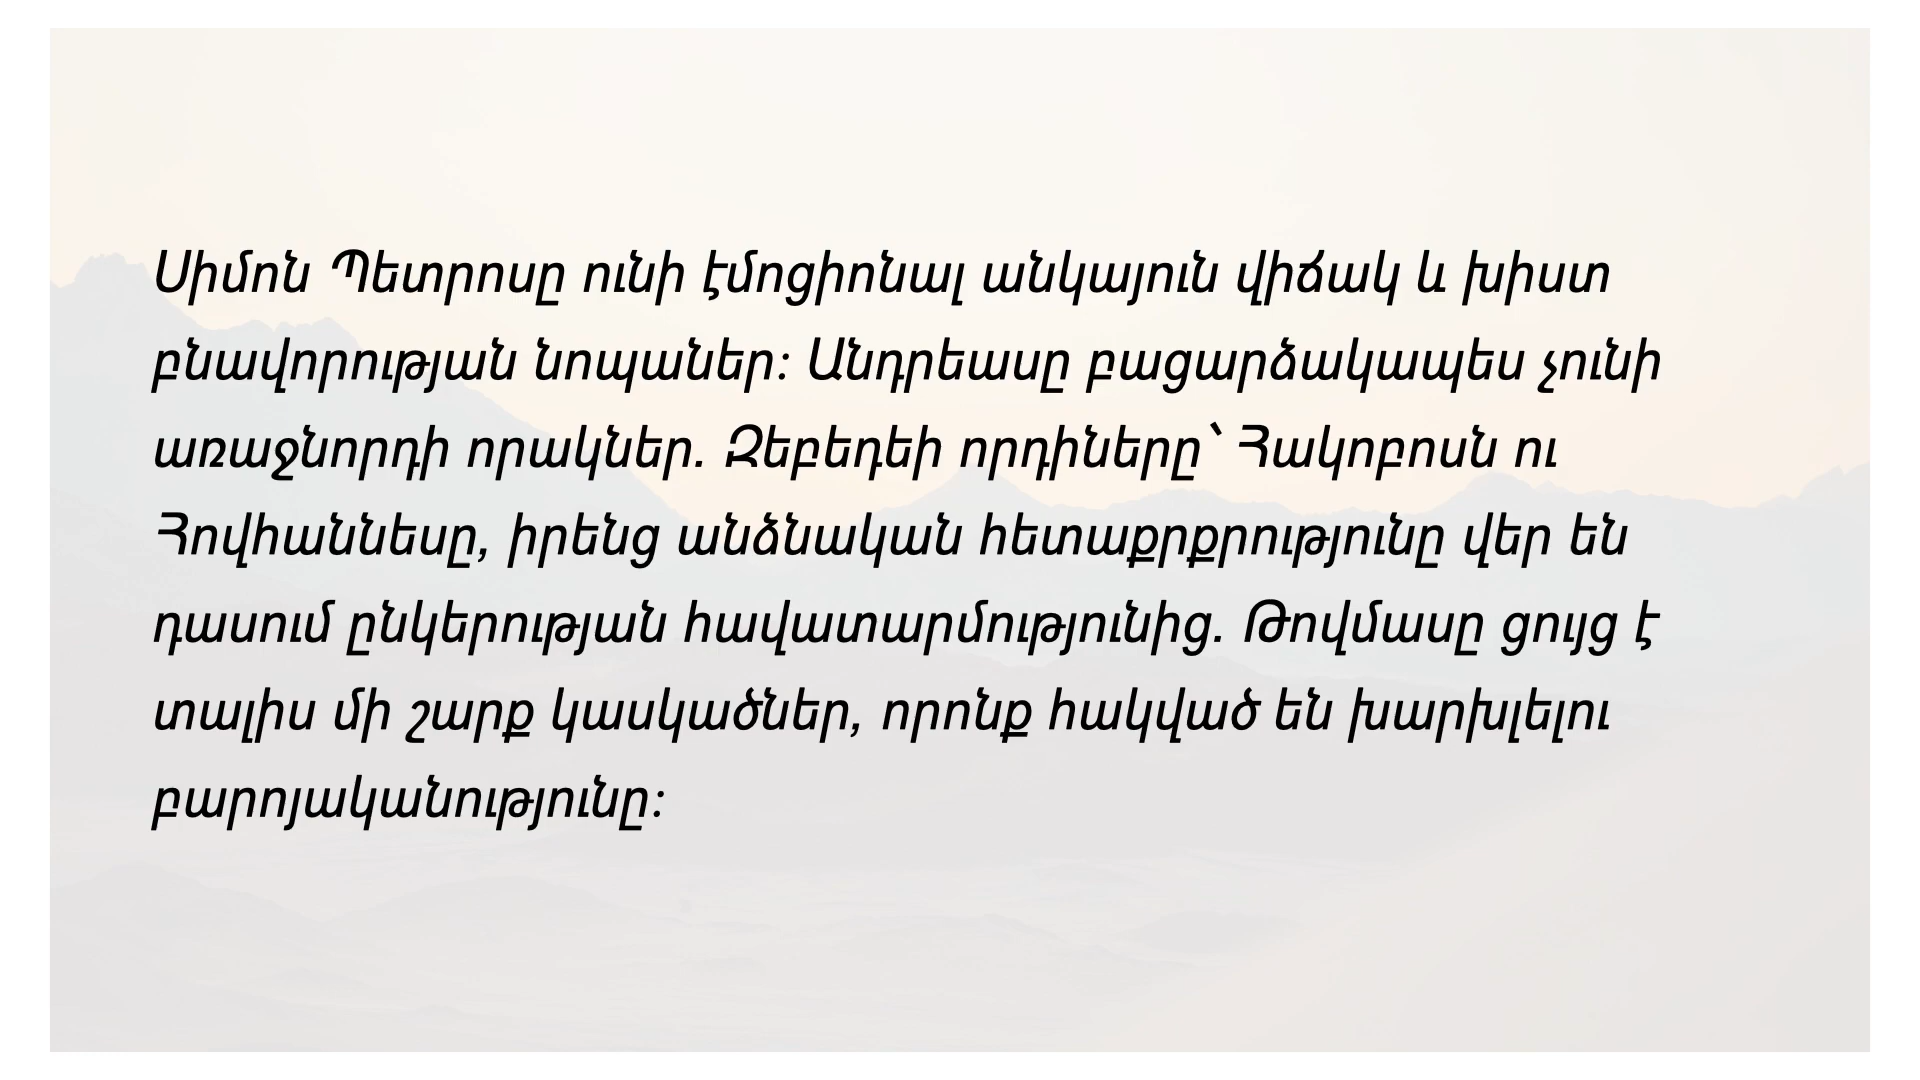 Սիմոն Պետրոսը ունի էմոցիոնալ անկայուն վիճակ և խիստ
բնավորության նոպաներ։ Անդրեասը բացարձակապես չունի
առաջնորդի որակներ. Զեբեդեի որդիները՝ Հակոբոսն ու
Հովհաննեսը, իրենց անձնական հետաքրքրությունը վեր են
դասում ընկերության հավատարմությունից. Թովմասը ցույց է
տալիս մի շարք կասկածներ, որոնք հակված են խարխլելու
բարոյականությունը։